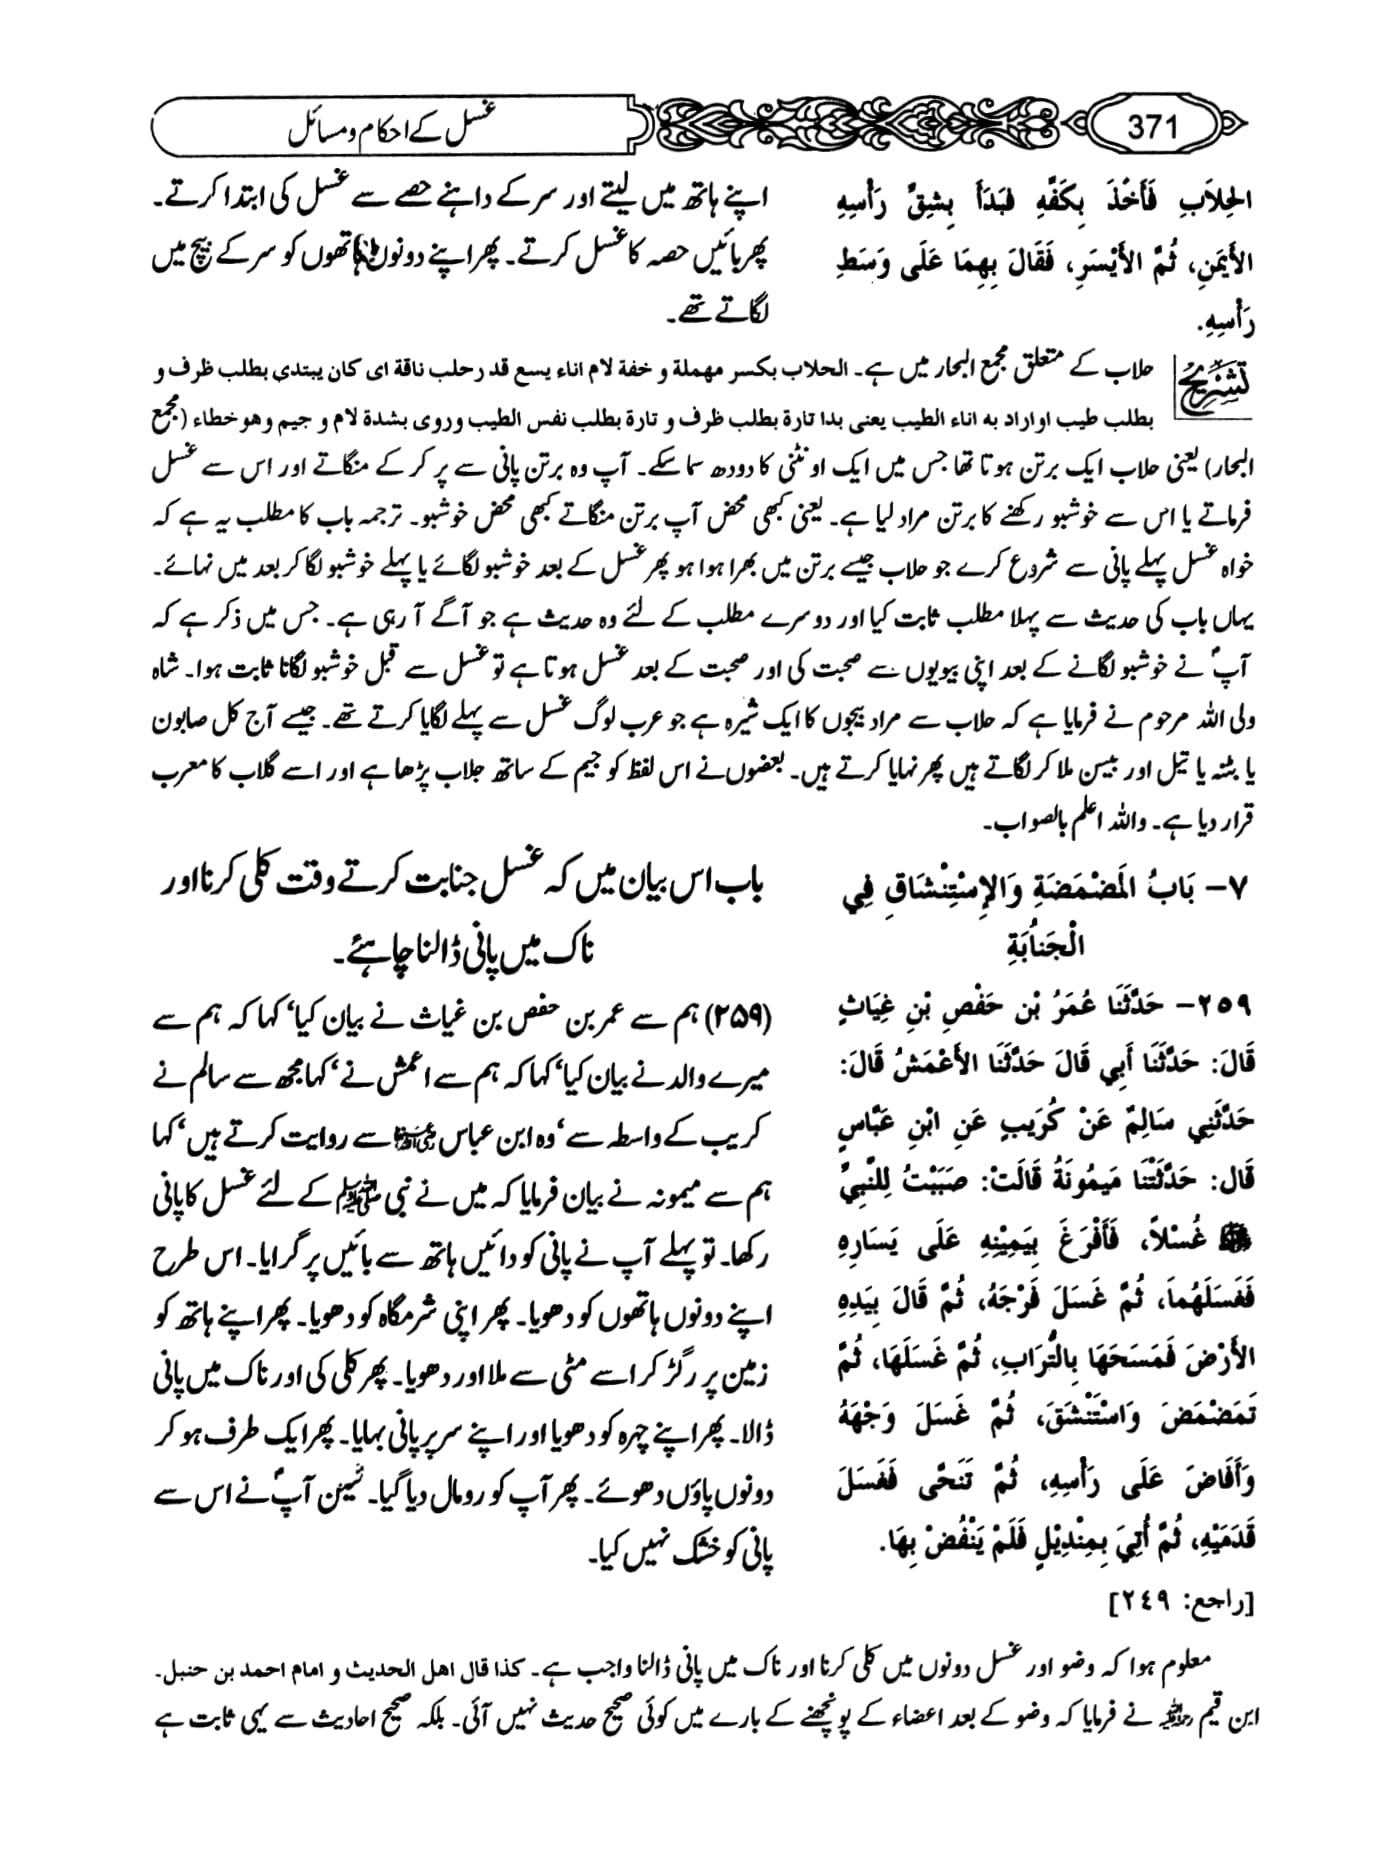 371
غسل کے احکام و مسائل
الحِلاَبِ فَأَخَذَ بِكَفِّهِ فَبَدَأَ بِشِقِّ رَأْسِهِ
الأَيْمَنِ، ثُمَّ الأَيْسَرِ، فَقَالَ بِهِمَا عَلَى وَسَطِ
رَأْسِهِ.
اپنے ہاتھ میں لیتے اور سر کے داہنے حصے سے غسل کی ابتدا کرتے۔
پھر بائیں حصہ کا غسل کرتے۔ پھر اپنے دونوں ہاتھوں کو سر کے بیچ میں
لگاتے تھے۔
تشریح
حلاب کے متعلق مجمع البحار میں ہے۔ الحلاب بکسر مهملة و خفة لام اناء يسع قدر حلب ناقة ای کان يبتدی بطلب ظرف و
بطلب طيب او اراد به اناء الطيب يعنی بدا تارة بطلب ظرف و تارة بطلب نفس الطيب وروی بشدة لام و جيم وهو خطاء (مجمع
البحار) یعنی حلاب ایک برتن ہوتا تھا جس میں ایک اونٹنی کا دودھ سما سکے۔ آپ وہ برتن پانی سے پر کر کے منگاتے اور اس سے غسل
فرماتے یا اس سے خوشبو رکھنے کا برتن مراد لیا ہے۔ یعنی کبھی محض آپ برتن منگاتے کبھی محض خوشبو۔ ترجمہ باب کا مطلب یہ ہے کہ
خواہ غسل پہلے پانی سے شروع کرے جو حلاب جیسے برتن میں بھرا ہوا ہو پھر غسل کے بعد خوشبو لگائے یا پہلے خوشبو لگا کر بعد میں نہائے۔
یہاں باب کی حدیث سے پہلا مطلب ثابت کیا اور دوسرے مطلب کے لئے وہ حدیث ہے جو آگے آ رہی ہے۔ جس میں ذکر ہے کہ
آپؐ نے خوشبو لگانے کے بعد اپنی بیویوں سے صحبت کی اور صحبت کے بعد غسل ہوتا ہے تو غسل سے قبل خوشبو لگانا ثابت ہوا۔ شاہ
ولی اللہ مرحوم نے فرمایا ہے کہ حلاب سے مراد بیجوں کا ایک شیرہ ہے جو عرب لوگ غسل سے پہلے لگایا کرتے تھے۔ جیسے آج کل صابون
یا بٹنہ یا تیل اور بیسن ملا کر لگاتے ہیں پھر نہایا کرتے ہیں۔ بعضوں نے اس لفظ کو جیم کے ساتھ جلاب پڑھا ہے اور اسے گلاب کا معرب
قرار دیا ہے۔ واللہ اعلم بالصواب۔
٧- بَابُ المَضْمَضَةِ وَالإِسْتِنْشَاقِ فِي
الْجَنَابَةِ
باب اس بیان میں کہ غسل جنابت کرتے وقت کلی کرنا اور
ناک میں پانی ڈالنا چاہئے۔
٢٥٩- حَدَّثَنَا عُمَرُ بْن حَفْصِ بْنِ غِيَاثٍ
قَالَ: حَدَّثَنَا أَبِي قَالَ حَدَّثَنَا الأَعْمَشُ قَالَ:
حَدَّثَنِي سَالِمٌ عَنْ كُرَيبٍ عَنِ ابْنِ عَبَّاسٍ
قَالَ: حَدَّثَتْنَا مَيمُونَةُ قَالَتْ: صَبَبْتُ لِلنَّبِيِّ
ﷺ غُسْلاً، فَأَفْرَغَ بِيَمِيْنِهِ عَلَى يَسَارِهِ
فَغَسَلَهُمَا، ثُمَّ غَسَلَ فَرْجَهُ، ثُمَّ قَالَ بِيَدِهِ
الأَرْضَ فَمَسَحَهَا بِالتُّرَابِ، ثُمَّ غَسَلَهَا، ثُمَّ
تَمَضْمَضَ وَاسْتَنْشَقَ، ثُمَّ غَسَلَ وَجْهَهُ
وَأَفَاضَ عَلَى رَأْسِهِ، ثُمَّ تَنَحَّى فَغَسَلَ
قَدَمَيْهِ، ثُمَّ أُتِيَ بِمِنْدِيْلٍ فَلَمْ يَنْفُضْ بِهَا.
[راجع: ٢٤٩]
(۲۵۹) ہم سے عمر بن حفص بن غیاث نے بیان کیا، کہا کہ ہم سے
میرے والد نے بیان کیا، کہا کہ ہم سے اعمش نے، کہا مجھ سے سالم نے
کریب کے واسطہ سے، وہ ابن عباس رضی اللہ عنہما سے روایت کرتے ہیں، کہا
ہم سے میمونہ نے بیان فرمایا کہ میں نے نبی ﷺ کے لئے غسل کا پانی
رکھا۔ تو پہلے آپ نے پانی کو دائیں ہاتھ سے بائیں پر گرایا۔ اس طرح
اپنے دونوں ہاتھوں کو دھویا۔ پھر اپنی شرمگاہ کو دھویا۔ پھر اپنے ہاتھ کو
زمین پر رگڑ کر اسے مٹی سے ملا اور دھویا۔ پھر کلی کی اور ناک میں پانی
ڈالا۔ پھر اپنے چہرہ کو دھویا اور اپنے سر پر پانی بہایا۔ پھر ایک طرف ہو کر
دونوں پاؤں دھوئے۔ پھر آپ کو رومال دیا گیا۔ لیکن آپؐ نے اس سے
پانی کو خشک نہیں کیا۔
معلوم ہوا کہ وضو اور غسل دونوں میں کلی کرنا اور ناک میں پانی ڈالنا واجب ہے۔ کذا قال اهل الحديث و امام احمد بن حنبل۔
ابن قیم رحمہ اللہ نے فرمایا کہ وضو کے بعد اعضاء کے پونچھنے کے بارے میں کوئی صحیح حدیث نہیں آئی۔ بلکہ صحیح احادیث سے یہی ثابت ہے